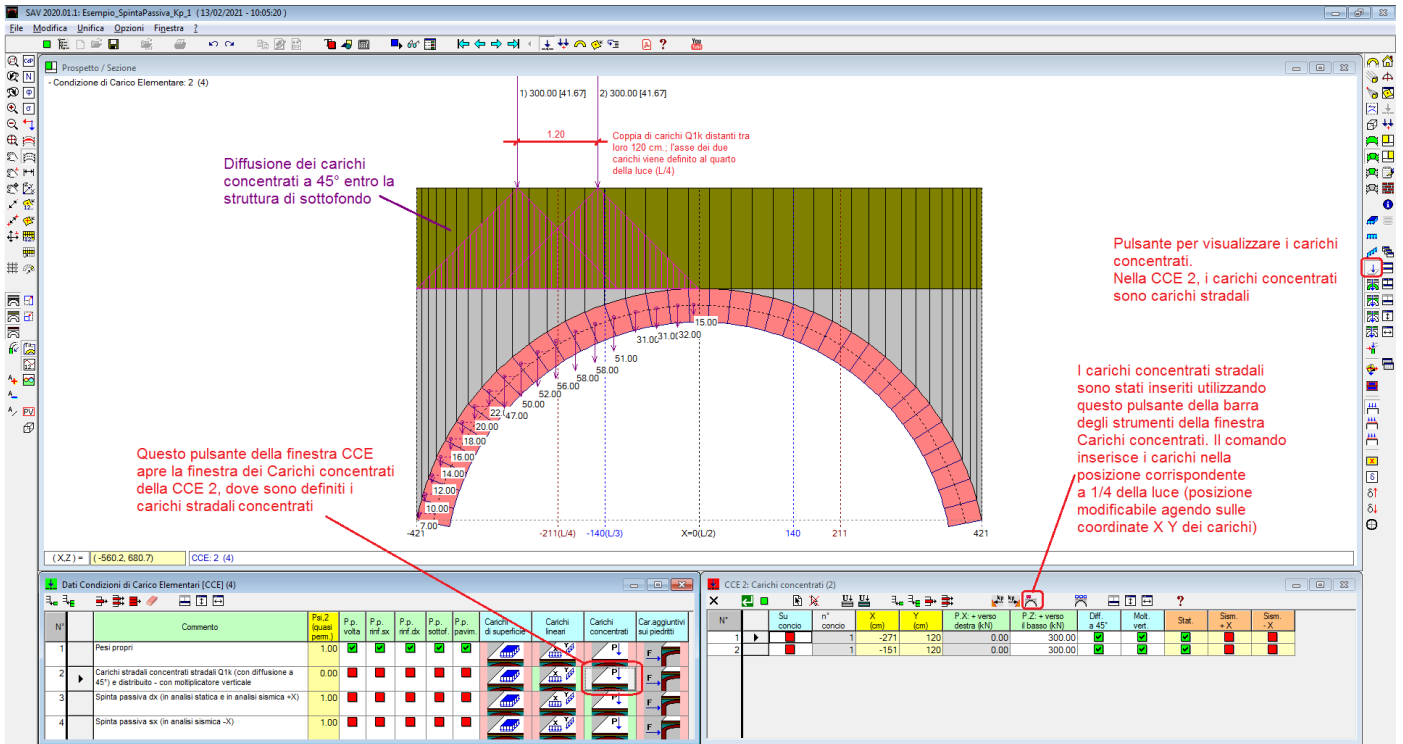 SAV 2020.01.1: Esempio_SpintaPassiva_Kp_1 ( 13/02/2021 - 10:05:20 )
File Modifica Unifica Opzioni Finestra ?
Prospetto / Sezione
- Condizione di Carico Elementare: 2 (4)
1) 300.00 [41.67] 2) 300.00 [41.67]
1.20
Coppia di carichi Q1k distanti tra
loro 120 cm.; l'asse dei due
carichi viene definito al quarto
della luce (L/4)
Diffusione dei carichi
concentrati a 45° entro la
struttura di sottofondo
Pulsante per visualizzare i carichi
concentrati.
Nella CCE 2, i carichi concentrati
sono carichi stradali
15.00
32.00
31.00
31.00
51.00
58.00
58.00
56.00
52.00
50.00
47.00
22.
20.00
18.00
16.00
14.00
12.00
10.00
7.00
I carichi concentrati stradali
sono stati inseriti utilizzando
questo pulsante della barra
degli strumenti della finestra
Carichi concentrati. Il comando
inserisce i carichi nella
posizione corrispondente
a 1/4 della luce (posizione
modificabile agendo sulle
coordinate X Y dei carichi)
Questo pulsante della finestra CCE
apre la finestra dei Carichi concentrati
della CCE 2, dove sono definiti i
carichi stradali concentrati
-421 -211(L/4) -140(L/3) X=0(L/2) 140 211 421
(X,Z) = (-560.2, 680.7) CCE: 2 (4)
Dati Condizioni di Carico Elementari [CCE] (4)
N° Commento Psi,2 (quasi perm.) P.p. volta P.p. rinf.sx P.p. rinf.dx P.p. sottof. P.p. pavim. Carichi di superficie Carichi lineari Carichi concentrati Car.aggiuntivi sui piedritti
1 Pesi propri 1.00
2 Carichi stradali concentrati stradali Q1k (con diffusione a 45°) e distribuito - con moltiplicatore verticale 0.00
3 Spinta passiva dx (in analisi statica e in analisi sismica +X) 1.00
4 Spinta passiva sx (in analisi sismica -X) 1.00
CCE 2: Carichi concentrati (2)
N° Su concio n° concio X (cm) Y (cm) P.X: + verso destra (kN) P.Z: + verso il basso (kN) Diff. a 45° Molt. vert. Stat. Sism. + X Sism. - X
1 1 -271 120 0.00 300.00
2 1 -151 120 0.00 300.00